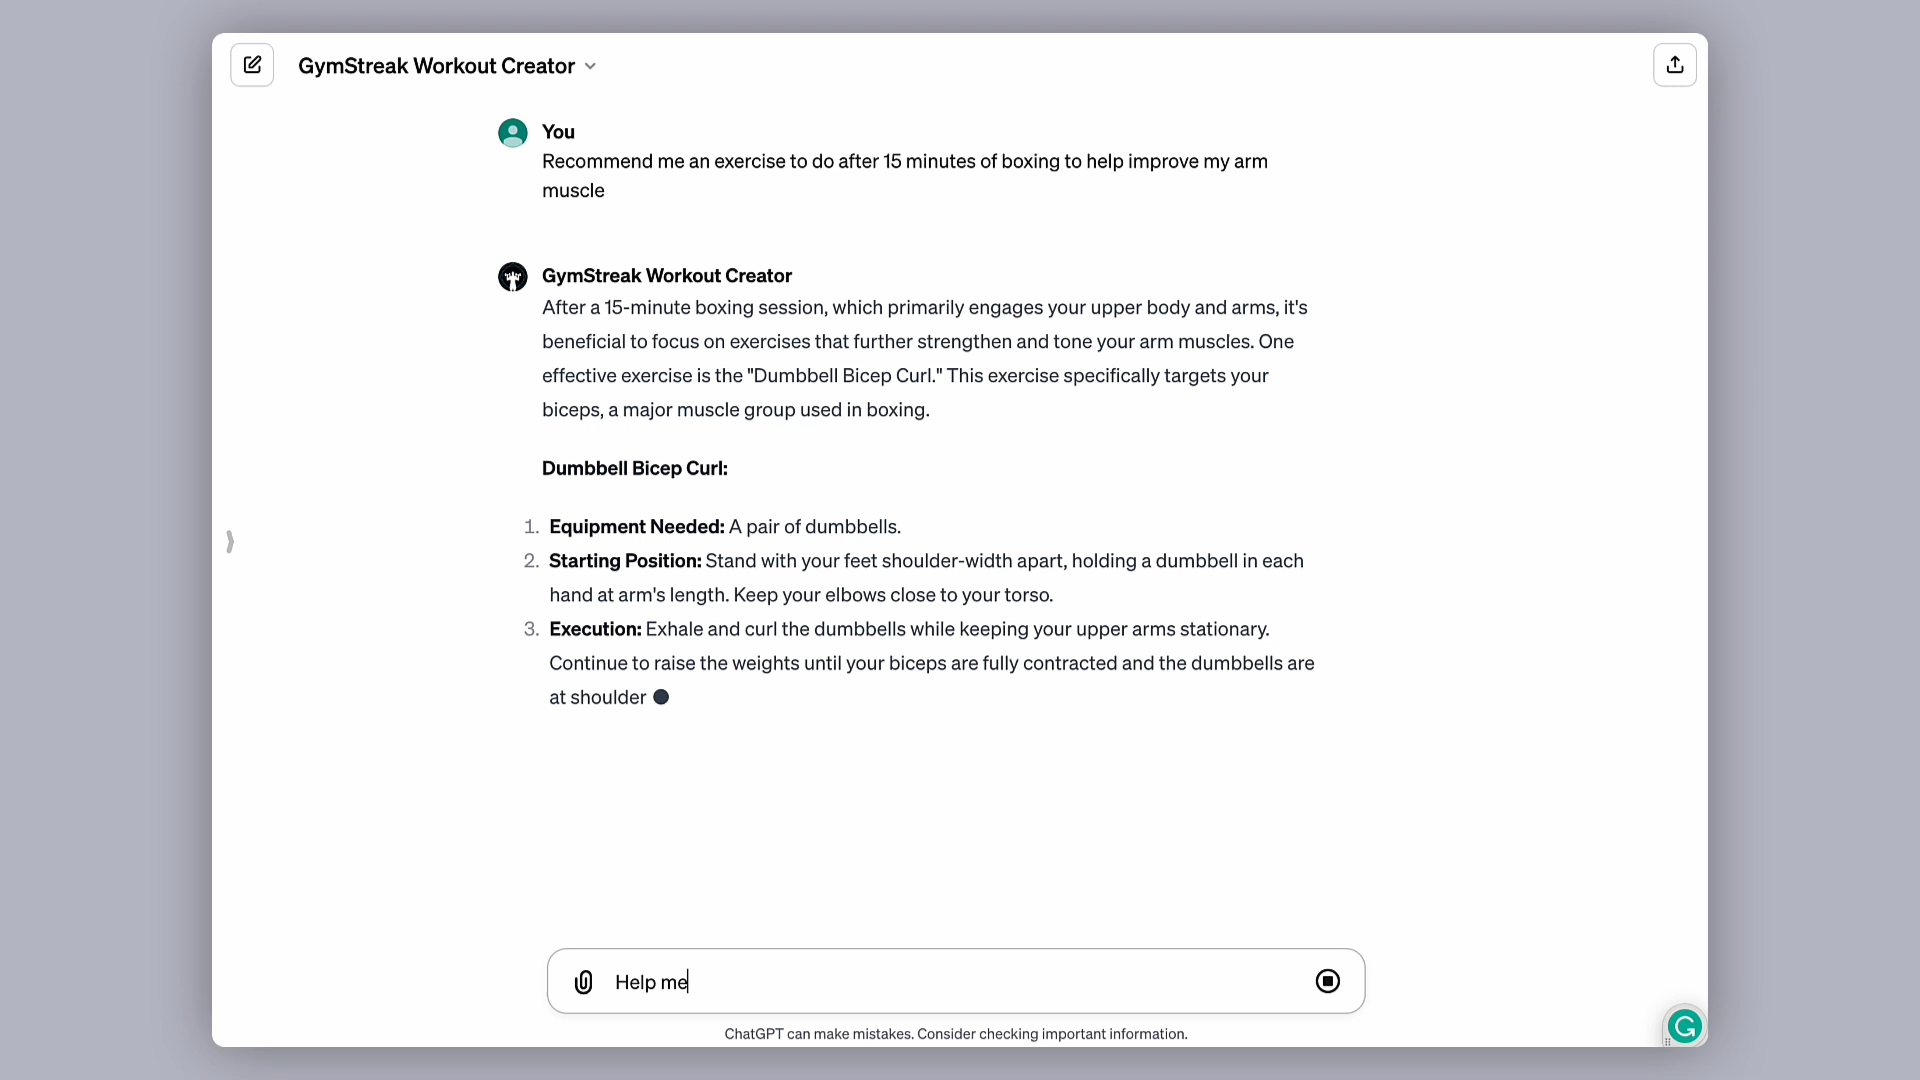 GymStreak Workout Creator
You
Recommend me an exercise to do after 15 minutes of boxing to help improve my arm
muscle
GymStreak Workout Creator
After a 15-minute boxing session, which primarily engages your upper body and arms, it's
beneficial to focus on exercises that further strengthen and tone your arm muscles. One
effective exercise is the "Dumbbell Bicep Curl." This exercise specifically targets your
biceps, a major muscle group used in boxing.
Dumbbell Bicep Curl:
1. Equipment Needed: A pair of dumbbells.
2. Starting Position: Stand with your feet shoulder-width apart, holding a dumbbell in each
hand at arm's length. Keep your elbows close to your torso.
3. Execution: Exhale and curl the dumbbells while keeping your upper arms stationary.
Continue to raise the weights until your biceps are fully contracted and the dumbbells are
at shoulder
Help me
ChatGPT can make mistakes. Consider checking important information.